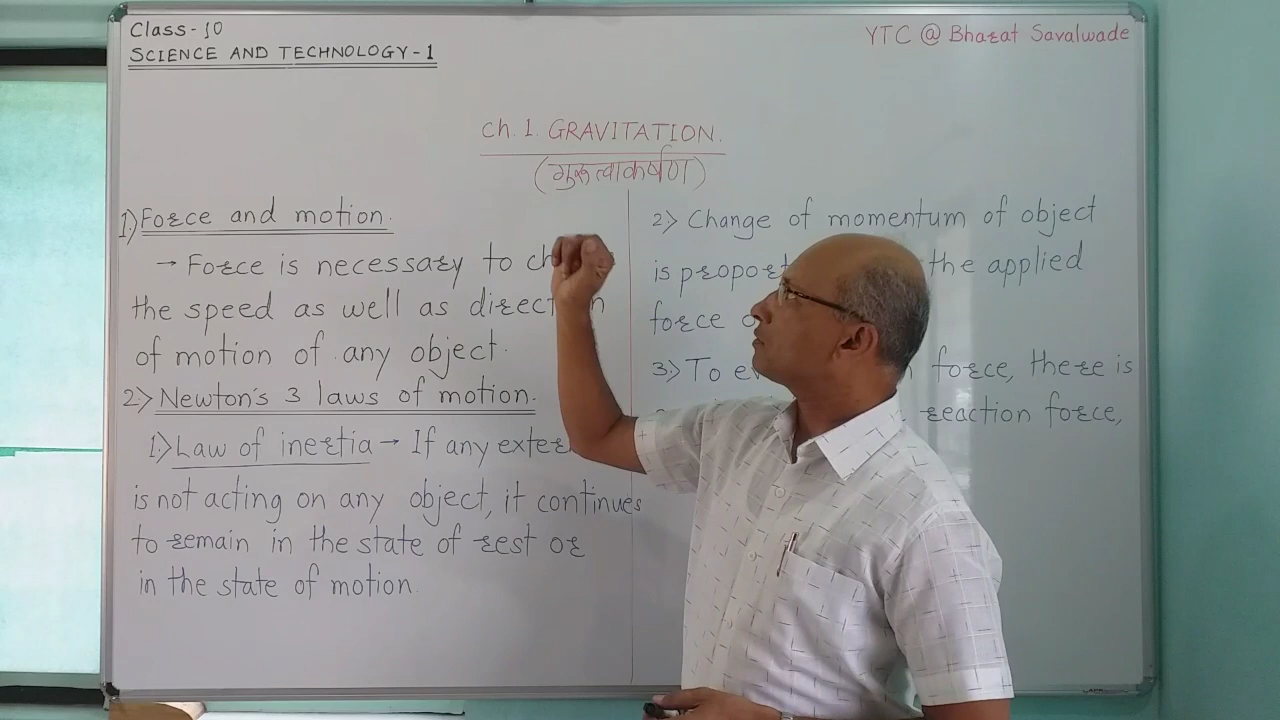 Class-10
SCIENCE AND TECHNOLOGY-1
YTC @ Bharat Savalwade
Ch. 1. GRAVITATION.
(गुरुत्वाकर्षण)
1) Force and motion.
→ Force is necessary to
the speed as well as
of motion of any object.
2) Newton's 3 laws of motion.
1) Law of inertia → If any
is not acting on any object, it continues
to remain in the state of rest or
in the state of motion.
2) Change of momentum of object
is the applied
force
3) To force, there is
reaction force,